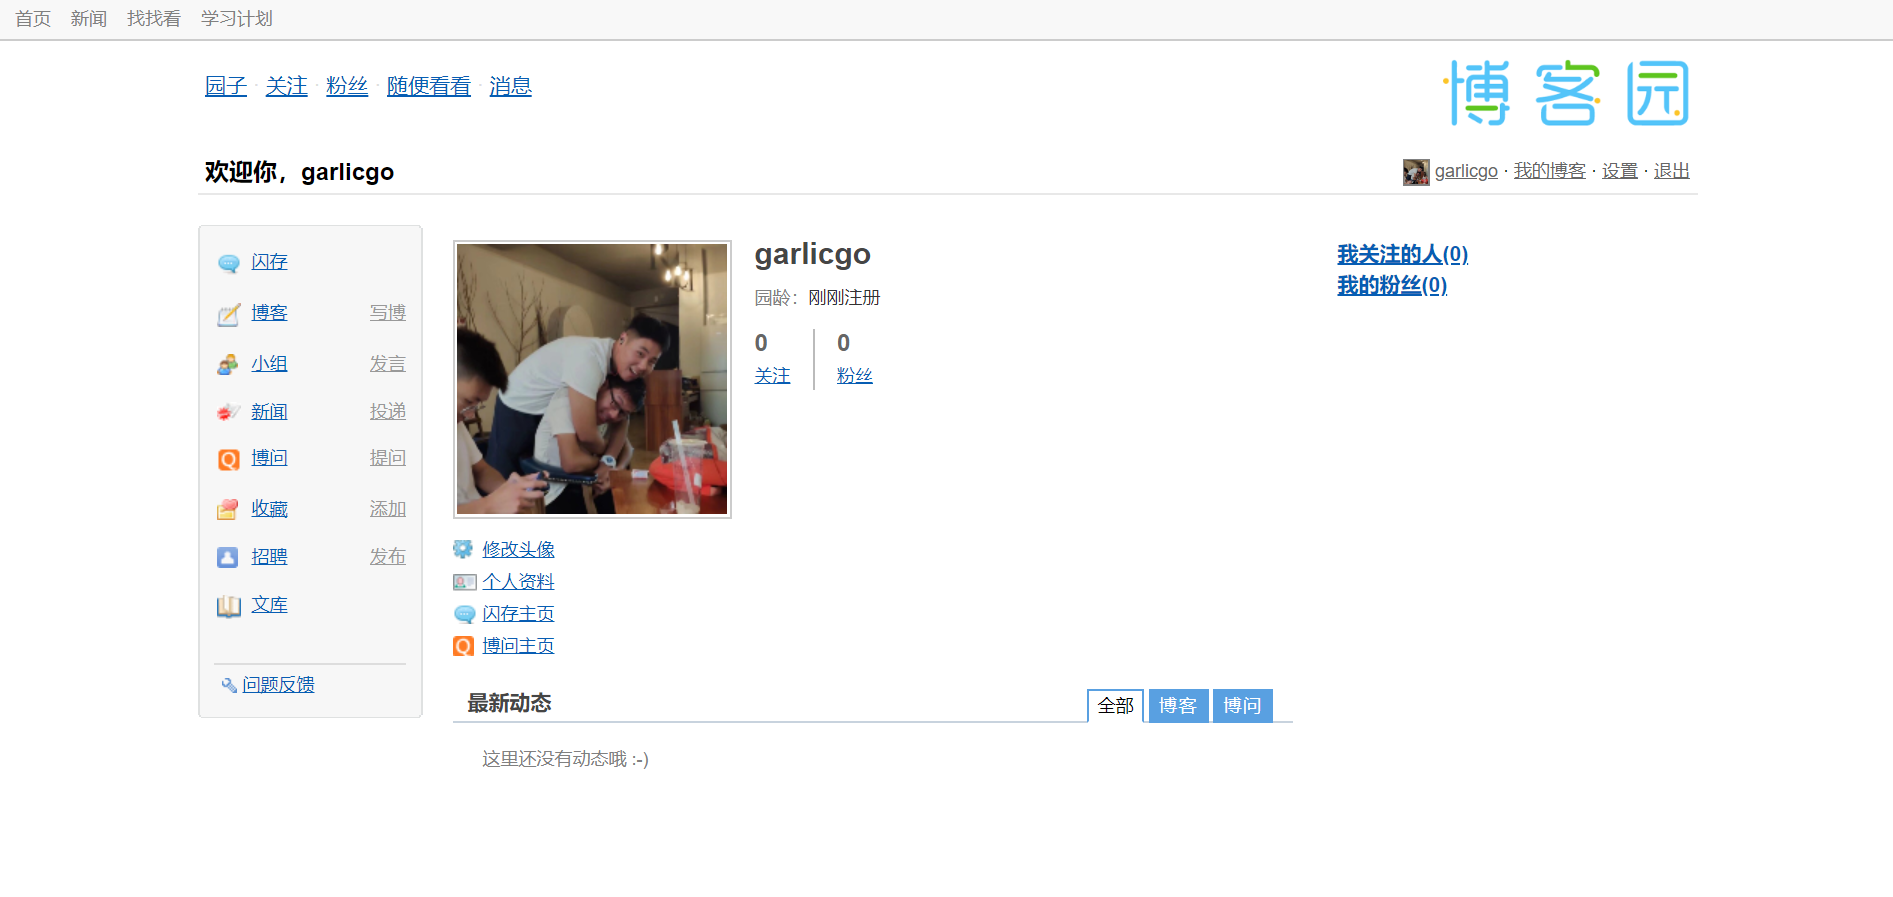 首页 新闻 找找看 学习计划
园子 · 关注 · 粉丝 · 随便看看 · 消息
博客园
欢迎你，garlicgo
garlicgo · 我的博客 · 设置 · 退出
闪存
博客 写博
小组 发言
新闻 投递
博问 提问
收藏 添加
招聘 发布
文库
问题反馈
garlicgo
园龄：刚刚注册
0 0
关注 粉丝
修改头像
个人资料
闪存主页
博问主页
最新动态 全部 博客 博问
这里还没有动态哦 :-)
我关注的人(0)
我的粉丝(0)